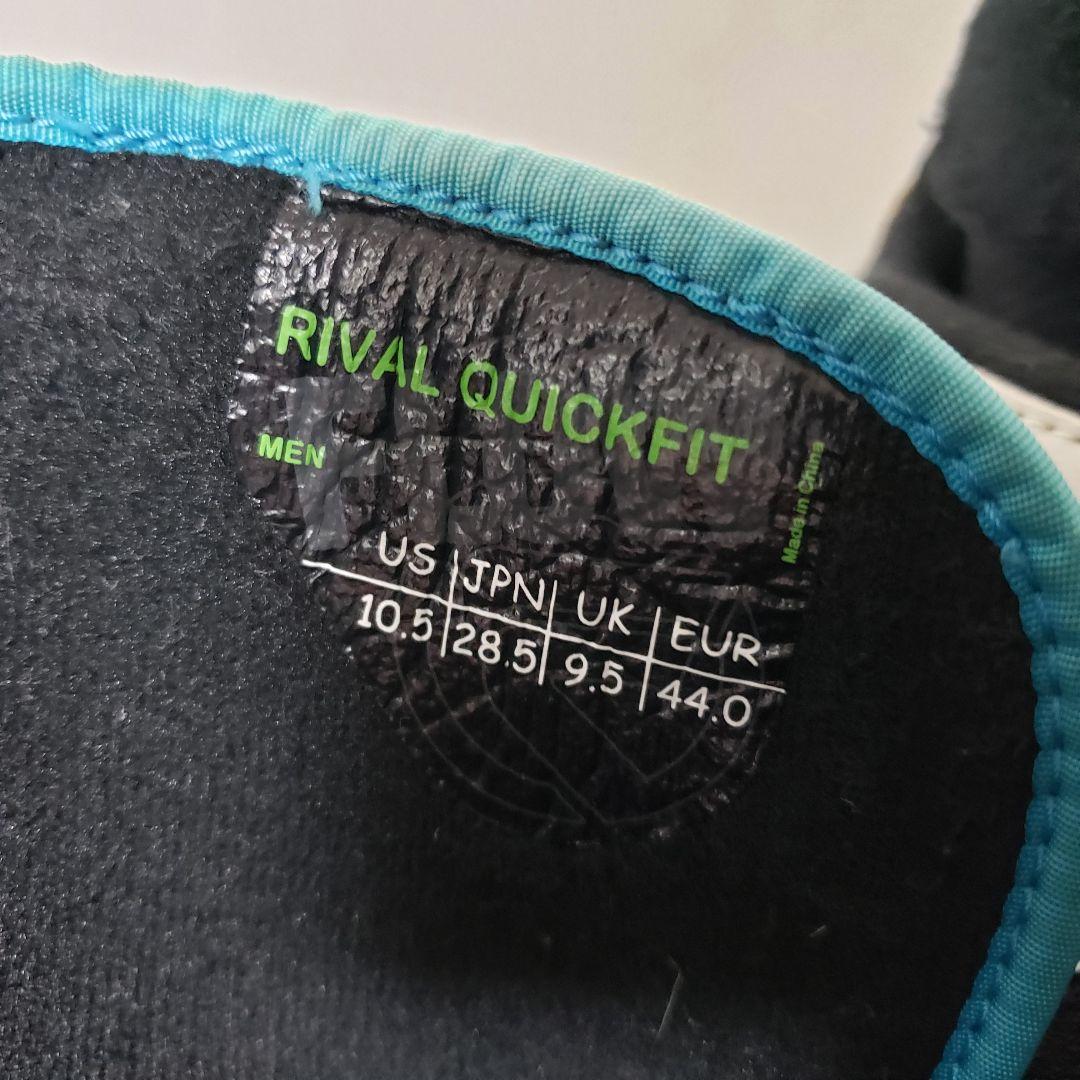 RIVAL QUICKFIT
MEN
Made in China
US JPN UK EUR
10.5 28.5 9.5 44.0